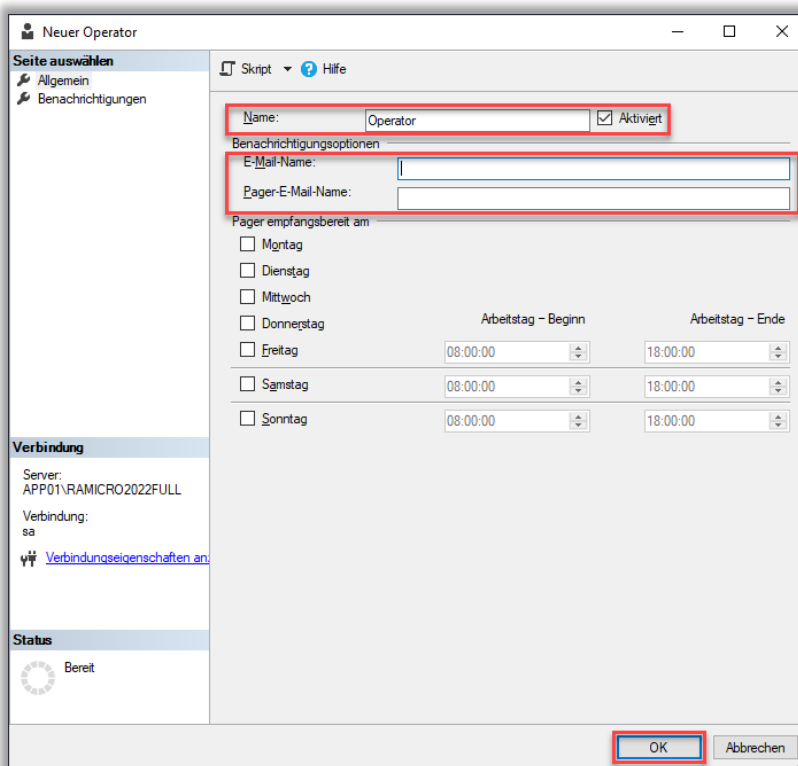 Neuer Operator
Seite auswählen
Allgemein
Benachrichtigungen
Skript Hilfe
Name: Operator Aktiviert
Benachrichtigungsoptionen
E-Mail-Name:
Pager-E-Mail-Name:
Pager empfangsbereit am
Montag
Dienstag
Mittwoch
Donnerstag Arbeitstag – Beginn Arbeitstag – Ende
Freitag 08:00:00 18:00:00
Samstag 08:00:00 18:00:00
Sonntag 08:00:00 18:00:00
Verbindung
Server:
APP01\RAMICRO2022FULL
Verbindung:
sa
Verbindungseigenschaften an
Status
Bereit
OK Abbrechen